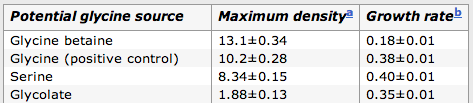 Potential glycine source Maximum densitya Growth rateb
Glycine betaine 13.1±0.34 0.18±0.01
Glycine (positive control) 10.2±0.28 0.38±0.01
Serine 8.34±0.15 0.40±0.01
Glycolate 1.88±0.13 0.35±0.01